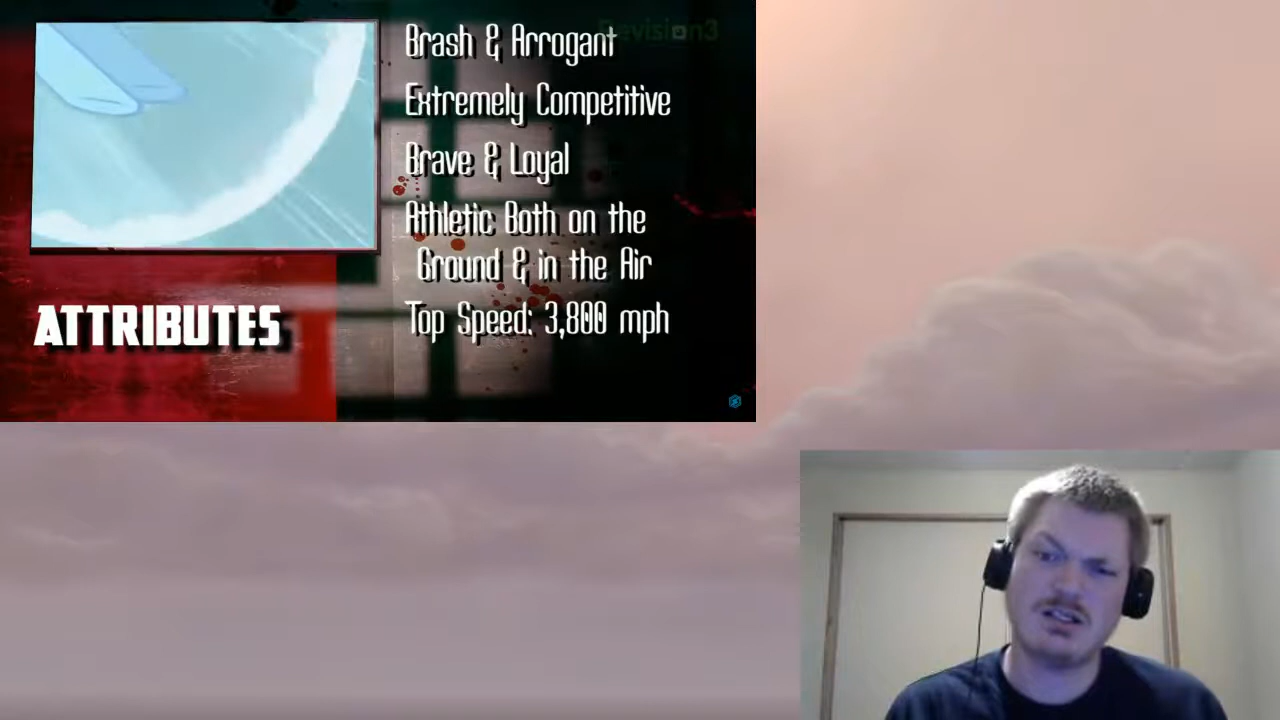 Revision3
Brash & Arrogant
Extremely Competitive
Brave & Loyal
Athletic Both on the
Ground & in the Air
Top Speed: 3,800 mph
ATTRIBUTES